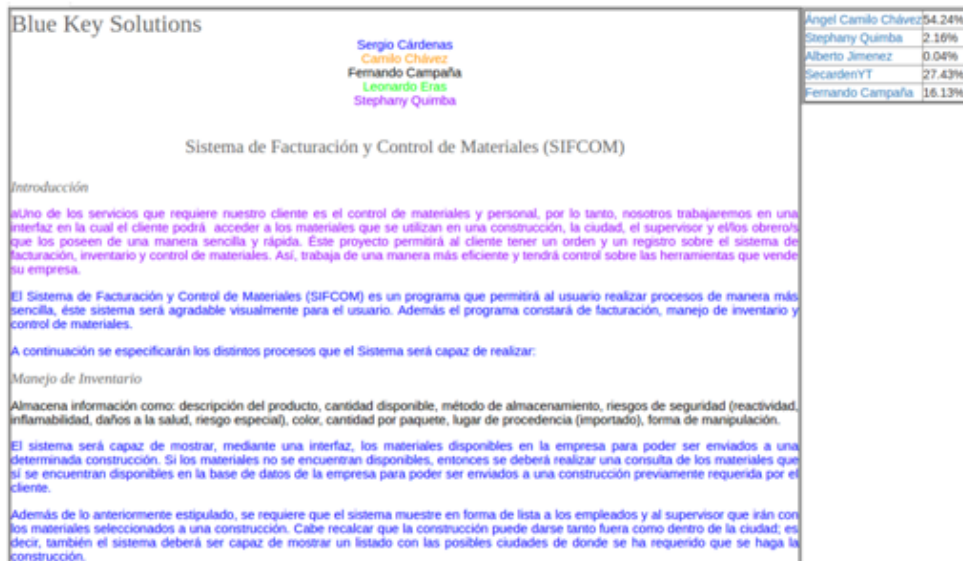 Blue Key Solutions
Sergio Cárdenas
Camilo Chávez
Fernando Campaña
Leonardo Eras
Stephany Quimba
Sistema de Facturación y Control de Materiales (SIFCOM)
Introducción
aUno de los servicios que requiere nuestro cliente es el control de materiales y personal, por lo tanto, nosotros trabajaremos en una
interfaz en la cual el cliente podrá acceder a los materiales que se utilizan en una construcción, la ciudad, el supervisor y el/los obrero/s
que los poseen de una manera sencilla y rápida. Éste proyecto permitirá al cliente tener un orden y un registro sobre el sistema de
facturación, inventario y control de materiales. Así, trabaja de una manera más eficiente y tendrá control sobre las herramientas que vende
su empresa.
El Sistema de Facturación y Control de Materiales (SIFCOM) es un programa que permitirá al usuario realizar procesos de manera más
sencilla, éste sistema será agradable visualmente para el usuario. Además el programa constará de facturación, manejo de inventario y
control de materiales.
A continuación se especificarán los distintos procesos que el Sistema será capaz de realizar:
Manejo de Inventario
Almacena información como: descripción del producto, cantidad disponible, método de almacenamiento, riesgos de seguridad (reactividad,
inflamabilidad, daños a la salud, riesgo especial), color, cantidad por paquete, lugar de procedencia (importado), forma de manipulación.
El sistema será capaz de mostrar, mediante una interfaz, los materiales disponibles en la empresa para poder ser enviados a una
determinada construcción. Si los materiales no se encuentran disponibles, entonces se deberá realizar una consulta de los materiales que
sí se encuentran disponibles en la base de datos de la empresa para poder ser enviados a una construcción previamente requerida por el
cliente.
Además de lo anteriormente estipulado, se requiere que el sistema muestre en forma de lista a los empleados y al supervisor que irán con
los materiales seleccionados a una construcción. Cabe recalcar que la construcción puede darse tanto fuera como dentro de la ciudad; es
decir, también el sistema deberá ser capaz de mostrar un listado con las posibles ciudades de donde se ha requerido que se haga la
construcción.
Ángel Camilo Chávez 54.24%
Stephany Quimba 2.16%
Alberto Jimenez 0.04%
SecardenYT 27.43%
Fernando Campaña 16.13%